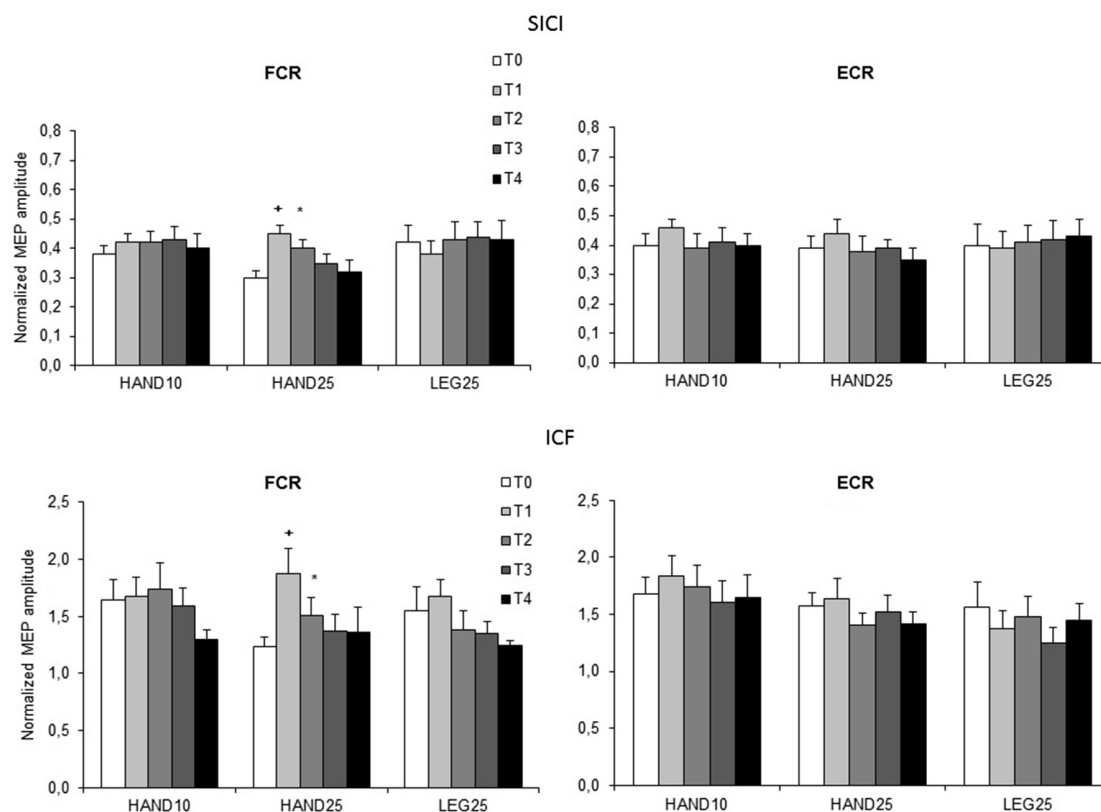 SICI
FCR
T0
T1
T2
T3
T4
Normalized MEP amplitude
0,8
0,7
0,6
0,5
0,4
0,3
0,2
0,1
0,0
+
*
HAND10 HAND25 LEG25
ECR
0,8
0,7
0,6
0,5
0,4
0,3
0,2
0,1
0,0
HAND10 HAND25 LEG25
ICF
FCR
T0
T1
T2
T3
T4
Normalized MEP amplitude
2,5
2,0
1,5
1,0
0,5
0,0
+
*
HAND10 HAND25 LEG25
ECR
2,5
2,0
1,5
1,0
0,5
0,0
HAND10 HAND25 LEG25